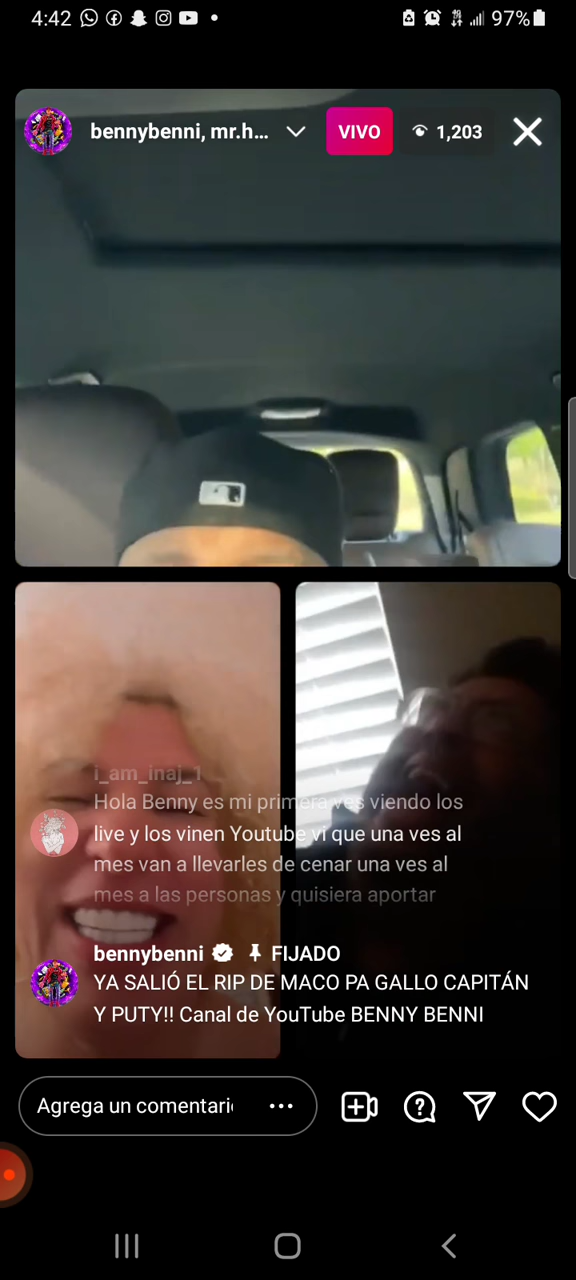 4:42
97%
bennybenni, mr.h...
VIVO
1,203
i_am_inaj_1
Hola Benny es mi primera ves viendo los
live y los vinen Youtube vi que una ves al
mes van a llevarles de cenar una ves al
mes a las personas y quisiera aportar
bennybenni FIJADO
YA SALIÓ EL RIP DE MACO PA GALLO CAPITÁN
Y PUTY!! Canal de YouTube BENNY BENNI
Agrega un comentari